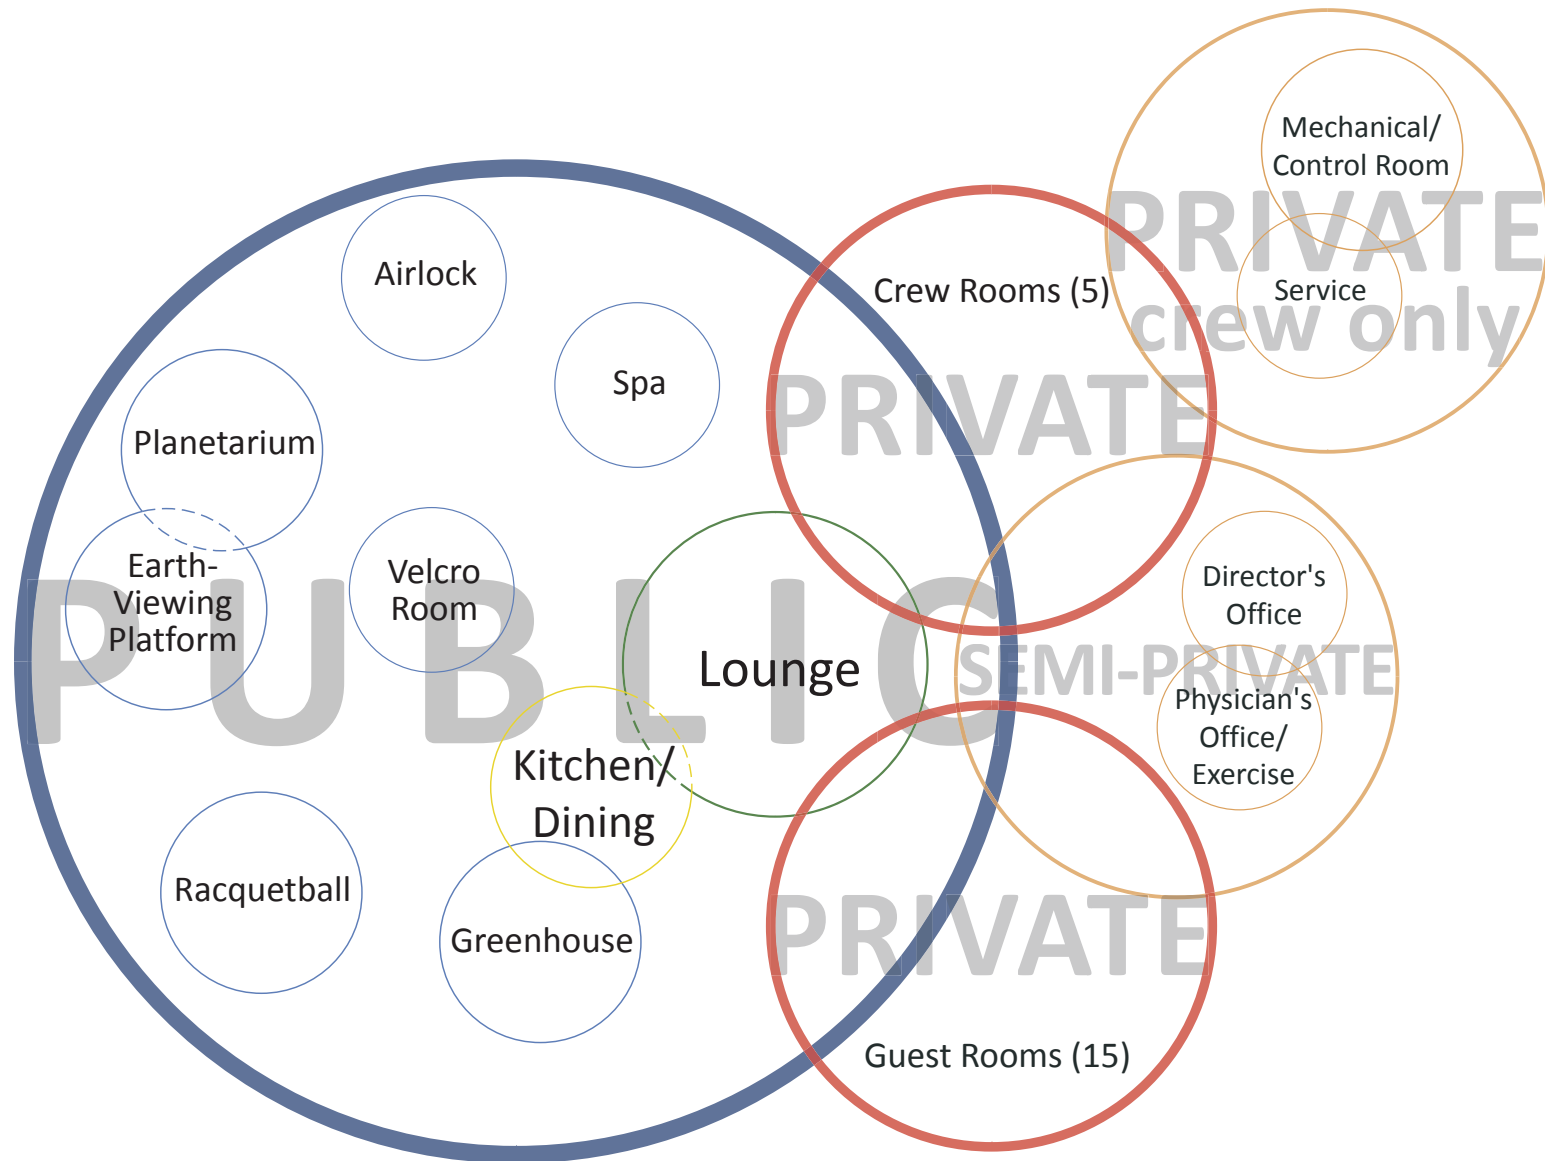 Mechanical/
Control Room
PRIVATE
crew only
Service
Airlock
Crew Rooms (5)
Spa
PRIVATE
Planetarium
Earth-
Viewing
Platform
Velcro
Room
Director's
Office
PUBLIC
Lounge
SEMI-PRIVATE
Physician's
Office/
Exercise
Kitchen/
Dining
Racquetball
Greenhouse
PRIVATE
Guest Rooms (15)